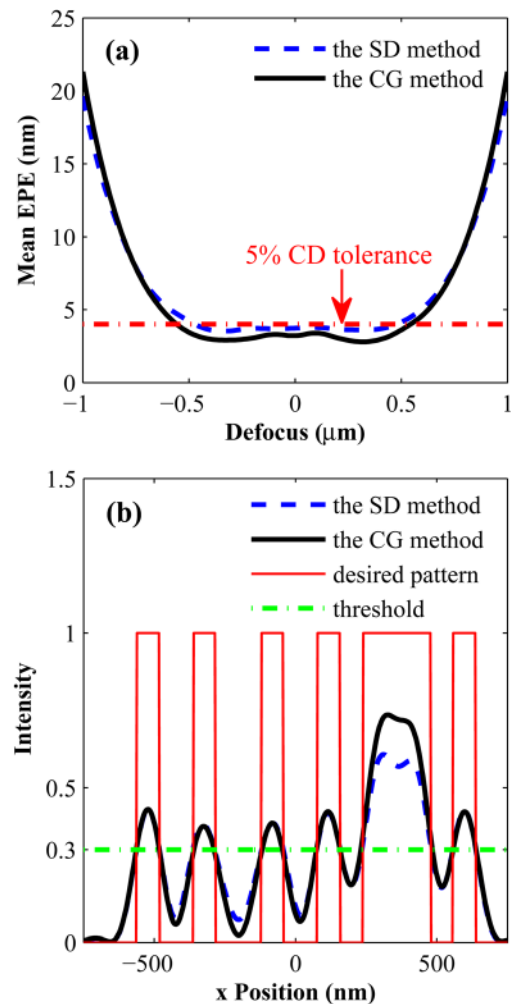 25
(a)
the SD method
the CG method
20
15
Mean EPE (nm)
10
5% CD tolerance
5
0
−1
−0.5
0
0.5
1
Defocus (μm)
1.5
(b)
the SD method
the CG method
desired pattern
threshold
1
Intensity
0.5
0.3
0
−500
0
500
x Position (nm)